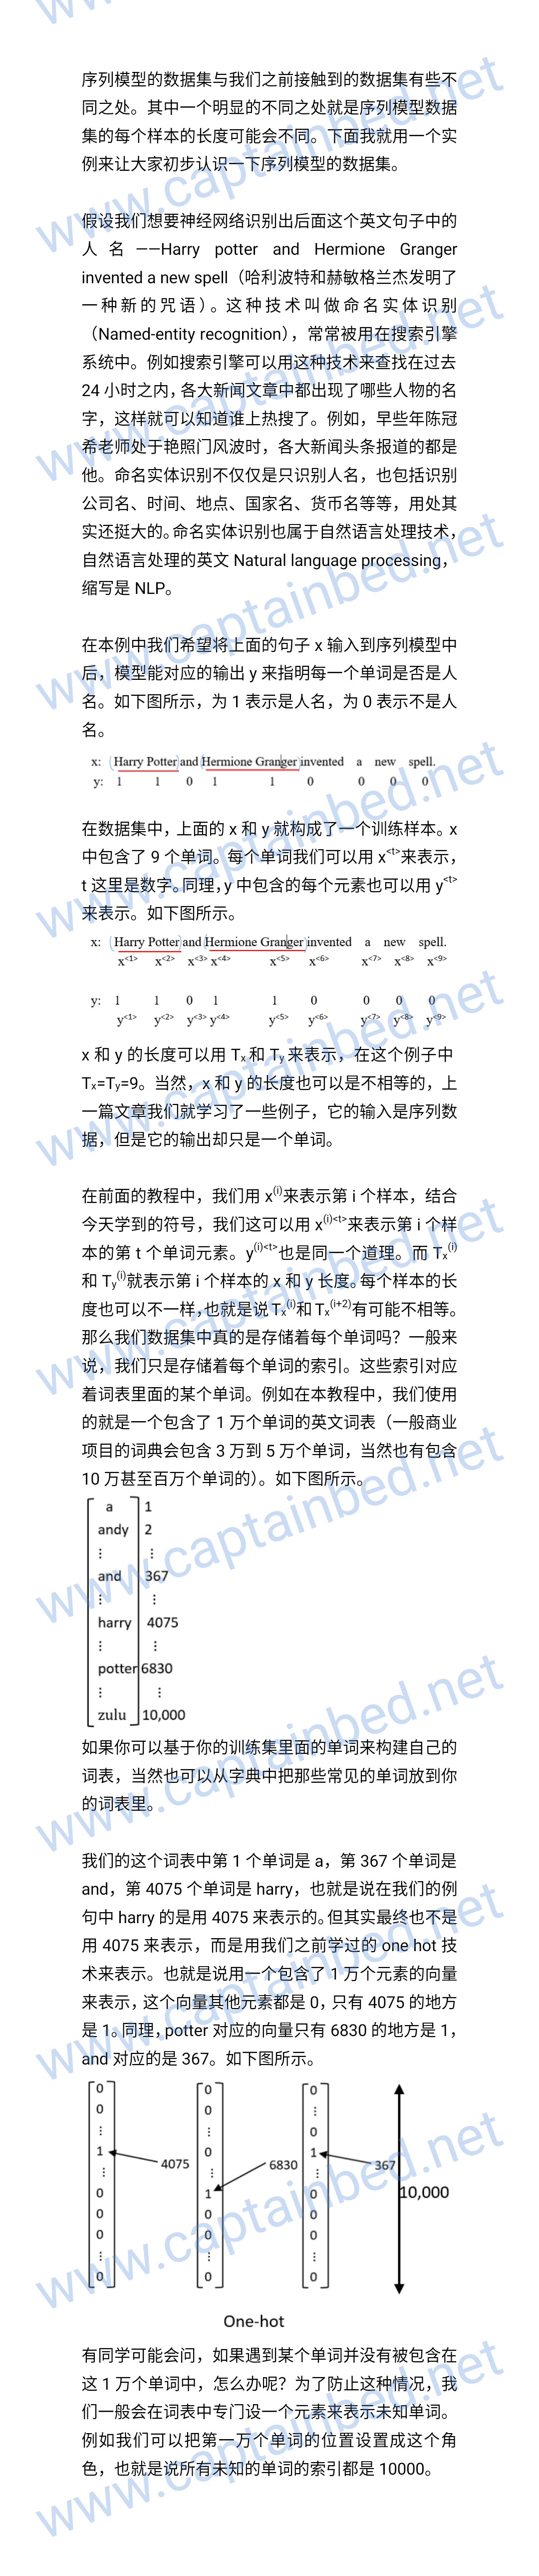 www.captainbed.net
序列模型的数据集与我们之前接触到的数据集有些不
同之处。其中一个明显的不同之处就是序列模型数据
集的每个样本的长度可能会不同。下面我就用一个实
例来让大家初步认识一下序列模型的数据集。
www.captainbed.net
假设我们想要神经网络识别出后面这个英文句子中的
人名——Harry potter and Hermione Granger
invented a new spell（哈利波特和赫敏格兰杰发明了
一种新的咒语）。这种技术叫做命名实体识别
（Named-entity recognition），常常被用在搜索引擎
系统中。例如搜索引擎可以用这种技术来查找在过去
24 小时之内，各大新闻文章中都出现了哪些人物的名
字，这样就可以知道谁上热搜了。例如，早些年陈冠
希老师处于艳照门风波时，各大新闻头条报道的都是
他。命名实体识别不仅仅是只识别人名，也包括识别
公司名、时间、地点、国家名、货币名等等，用处其
实还挺大的。命名实体识别也属于自然语言处理技术，
自然语言处理的英文 Natural language processing，
缩写是 NLP。
www.captainbed.net
在本例中我们希望将上面的句子 x 输入到序列模型中
后，模型能对应的输出 y 来指明每一个单词是否是人
名。如下图所示，为 1 表示是人名，为 0 表示不是人
名。
x: (Harry Potter) and (Hermione Granger) invented a new spell.
y: 1 1 0 1 1 0 0 0 0
www.captainbed.net
在数据集中，上面的 x 和 y 就构成了一个训练样本。x
中包含了 9 个单词。每个单词我们可以用 x<t>来表示，
t 这里是数字。同理，y 中包含的每个元素也可以用 y<t>
来表示。如下图所示。
x: (Harry Potter) and (Hermione Granger) invented a new spell.
x<1> x<2> x<3> x<4> x<5> x<6> x<7> x<8> x<9>
y: 1 1 0 1 1 0 0 0 0
y<1> y<2> y<3> y<4> y<5> y<6> y<7> y<8> y<9>
www.captainbed.net
x 和 y 的长度可以用 Tx 和 Ty 来表示，在这个例子中
Tx=Ty=9。当然，x 和 y 的长度也可以是不相等的，上
一篇文章我们就学习了一些例子，它的输入是序列数
据，但是它的输出却只是一个单词。
www.captainbed.net
在前面的教程中，我们用 x(i)来表示第 i 个样本，结合
今天学到的符号，我们这可以用 x(i)<t>来表示第 i 个样
本的第 t 个单词元素。y(i)<t>也是同一个道理。而 Tx(i)
和 Ty(i)就表示第 i 个样本的 x 和 y 长度。每个样本的长
度也可以不一样，也就是说 Tx(i)和 Tx(i+2)有可能不相等。
那么我们数据集中真的是存储着每个单词吗？一般来
说，我们只是存储着每个单词的索引。这些索引对应
着词表里面的某个单词。例如在本教程中，我们使用
的就是一个包含了 1 万个单词的英文词表（一般商业
项目的词典会包含 3 万到 5 万个单词，当然也有包含
10 万甚至百万个单词的）。如下图所示。
www.captainbed.net
a 1
andy 2
⋮ ⋮
and 367
⋮ ⋮
harry 4075
⋮ ⋮
potter 6830
⋮ ⋮
zulu 10,000
www.captainbed.net
如果你可以基于你的训练集里面的单词来构建自己的
词表，当然也可以从字典中把那些常见的单词放到你
的词表里。
我们的这个词表中第 1 个单词是 a，第 367 个单词是
and，第 4075 个单词是 harry，也就是说在我们的例
句中 harry 的是用 4075 来表示的。但其实最终也不是
用 4075 来表示，而是用我们之前学过的 one hot 技
术来表示。也就是说用一个包含了 1 万个元素的向量
来表示，这个向量其他元素都是 0，只有 4075 的地方
是 1。同理，potter 对应的向量只有 6830 的地方是 1，
and 对应的是 367。如下图所示。
www.captainbed.net
0 0 0
0 0 ⋮
⋮ ⋮ 0
1 4075 0 6830 1 367
⋮ ⋮ ⋮
0 1 0 10,000
0 0 0
0 0 0
⋮ ⋮ ⋮
0 0 0
One-hot
www.captainbed.net
有同学可能会问，如果遇到某个单词并没有被包含在
这 1 万个单词中，怎么办呢？为了防止这种情况，我
们一般会在词表中专门设一个元素来表示未知单词。
例如我们可以把第一万个单词的位置设置成这个角
色，也就是说所有未知的单词的索引都是 10000。
www.captainbed.net